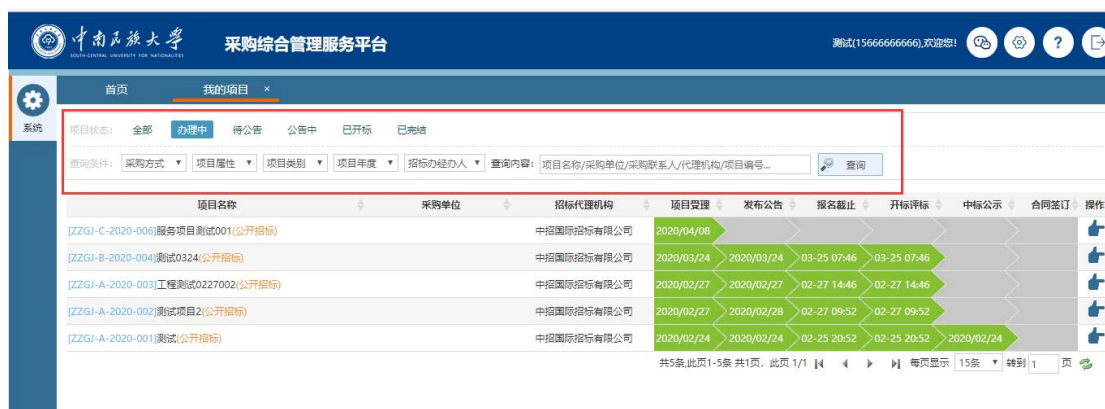 中南民族大学 采购综合管理服务平台 测试(15666666666),欢迎您!
SOUTH-CENTRAL UNIVERSITY FOR NATIONALITIES
首页 我的项目 ×
系统
项目状态: 全部 办理中 待公告 公告中 已开标 已完结
查询条件: 采购方式 项目属性 项目类别 项目年度 招标办经办人 查询内容: 项目名称/采购单位/采购联系人/代理机构/项目编号... 查询
项目名称 采购单位 招标代理机构 项目受理 发布公告 报名截止 开标评标 中标公示 合同签订 操作
[ZZGJ-C-2020-006]服务项目测试001(公开招标) 中招国际招标有限公司 2020/04/08
[ZZGJ-B-2020-004]测试0324(公开招标) 中招国际招标有限公司 2020/03/24 2020/03/24 03-25 07:46 03-25 07:46
[ZZGJ-A-2020-003]工程测试0227002(公开招标) 中招国际招标有限公司 2020/02/27 2020/02/27 02-27 14:46 02-27 14:46
[ZZGJ-A-2020-002]测试项目2(公开招标) 中招国际招标有限公司 2020/02/27 2020/02/28 02-27 09:52 02-27 09:52
[ZZGJ-A-2020-001]测试(公开招标) 中招国际招标有限公司 2020/02/24 2020/02/24 02-25 20:52 02-25 20:52 2020/02/24
共5条,此页1-5条 共1页, 此页 1/1 每页显示 15条 转到 1 页